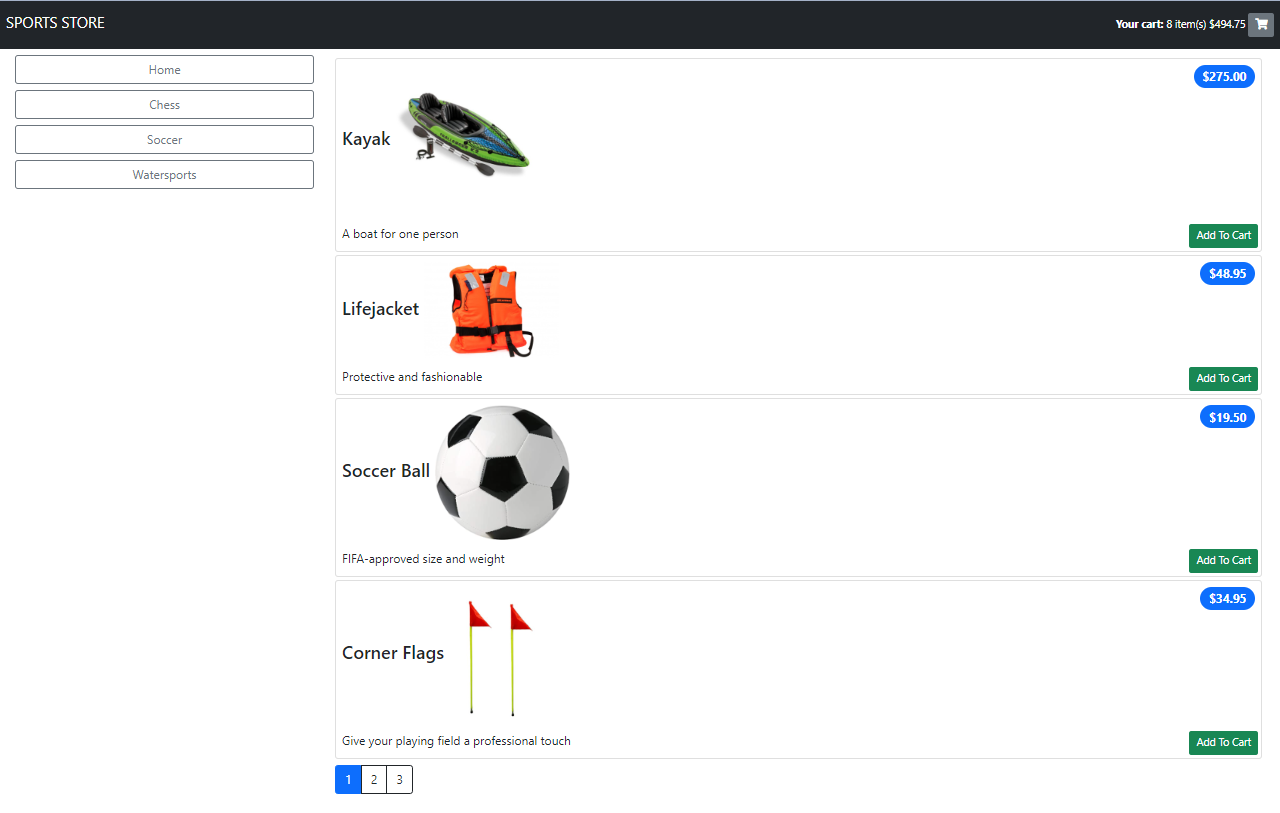 SPORTS STORE
Your cart: 8 item(s) $494.75
Home
Chess
Soccer
Watersports
Kayak
$275.00
A boat for one person
Add To Cart
Lifejacket
$48.95
Protective and fashionable
Add To Cart
Soccer Ball
$19.50
FIFA-approved size and weight
Add To Cart
Corner Flags
$34.95
Give your playing field a professional touch
Add To Cart
1 2 3